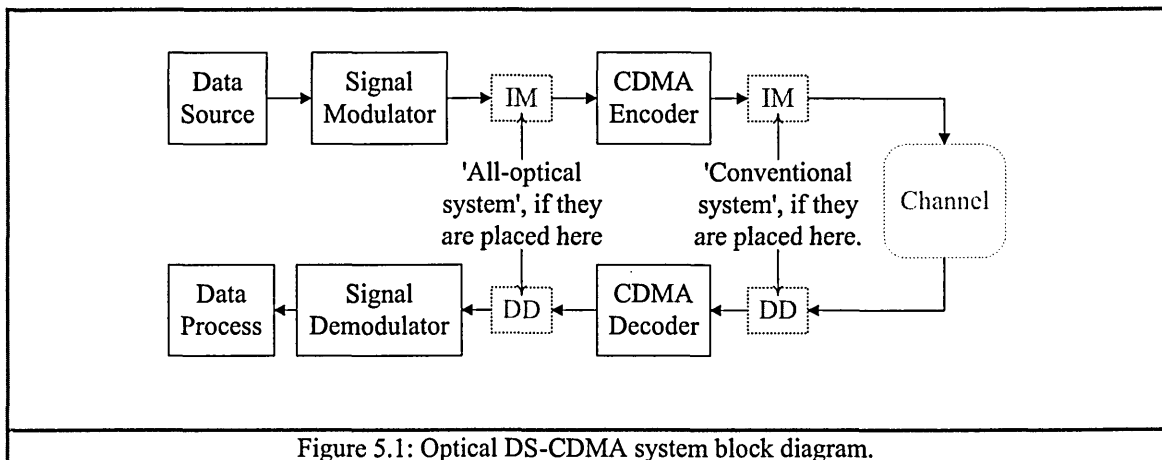 Data
Source
Signal
Modulator
IM
CDMA
Encoder
IM
'All-optical
system', if they
are placed here
'Conventional
system', if they
are placed here.
Channel
Data
Process
Signal
Demodulator
DD
CDMA
Decoder
DD
Figure 5.1: Optical DS-CDMA system block diagram.